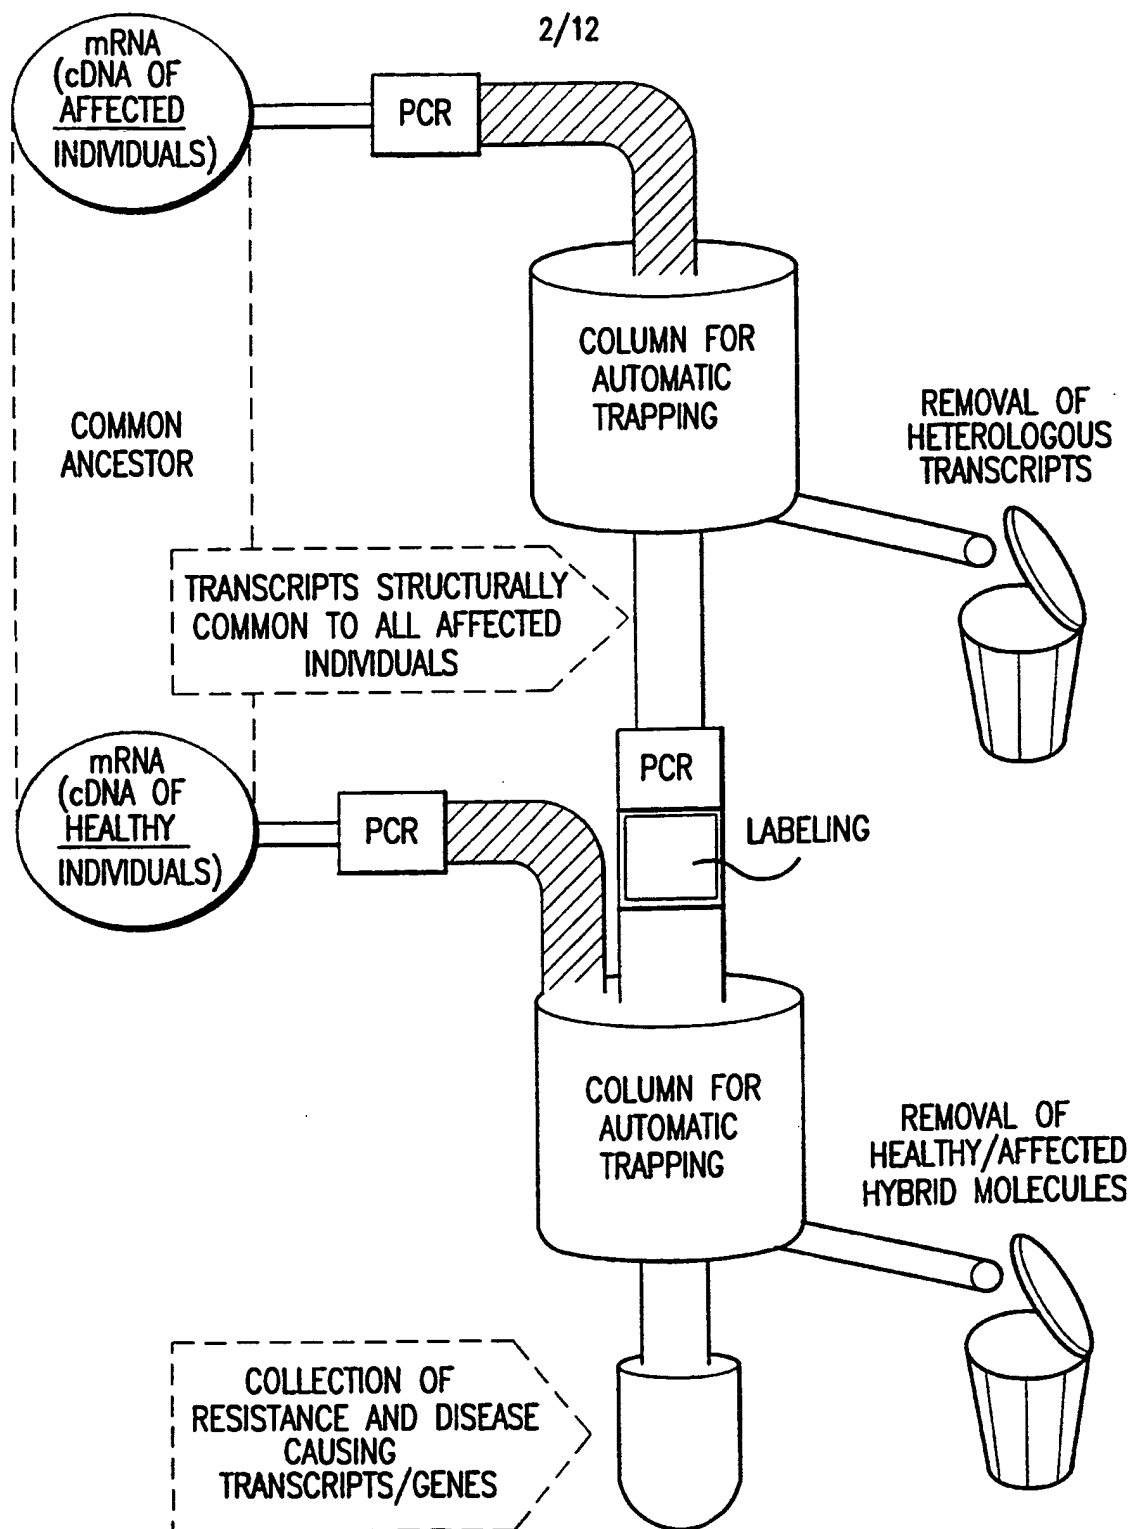 2/12
mRNA
(cDNA OF
AFFECTED
INDIVIDUALS)
PCR
COLUMN FOR
AUTOMATIC
TRAPPING
REMOVAL OF
HETEROLOGOUS
TRANSCRIPTS
COMMON
ANCESTOR
TRANSCRIPTS STRUCTURALLY
COMMON TO ALL AFFECTED
INDIVIDUALS
PCR
LABELING
mRNA
(cDNA OF
HEALTHY
INDIVIDUALS)
PCR
COLUMN FOR
AUTOMATIC
TRAPPING
REMOVAL OF
HEALTHY/AFFECTED
HYBRID MOLECULES
COLLECTION OF
RESISTANCE AND DISEASE
CAUSING
TRANSCRIPTS/GENES